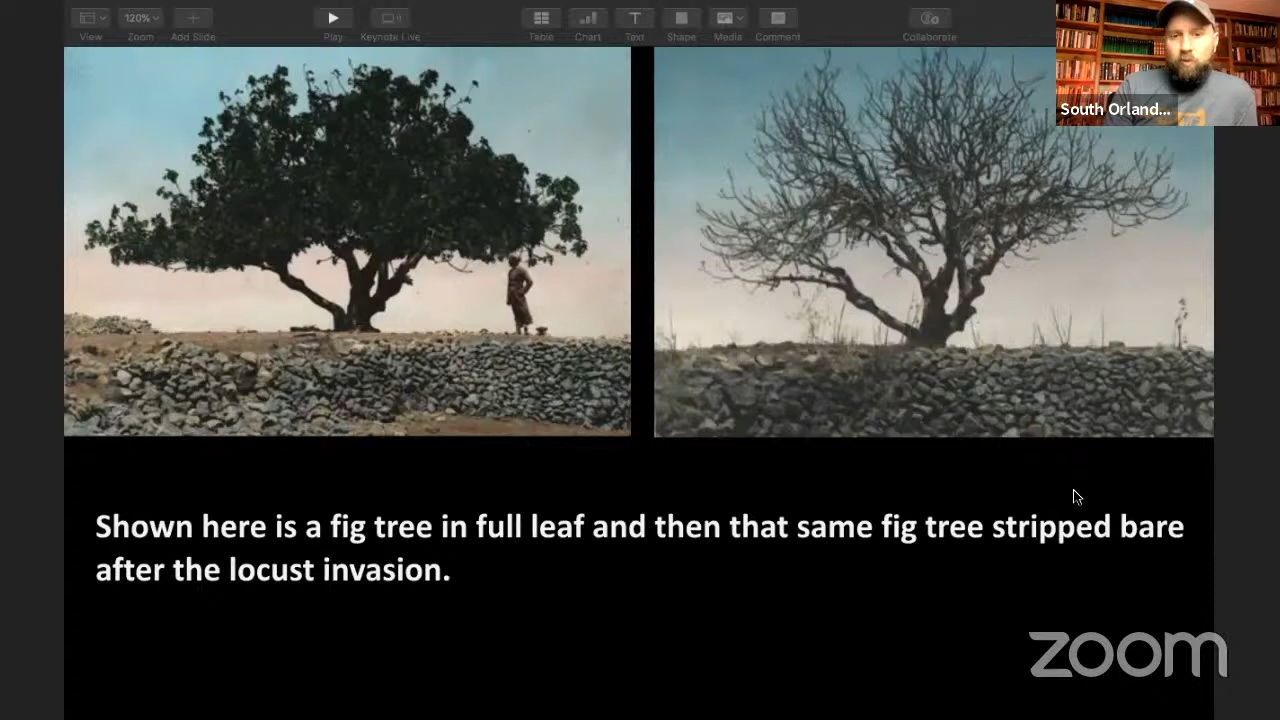 120%
View
Zoom
Add Slide
Play
Keynote Live
Table
Chart
Text
Shape
Media
Comment
Collaborate
South Orland...
Shown here is a fig tree in full leaf and then that same fig tree stripped bare
after the locust invasion.
zoom